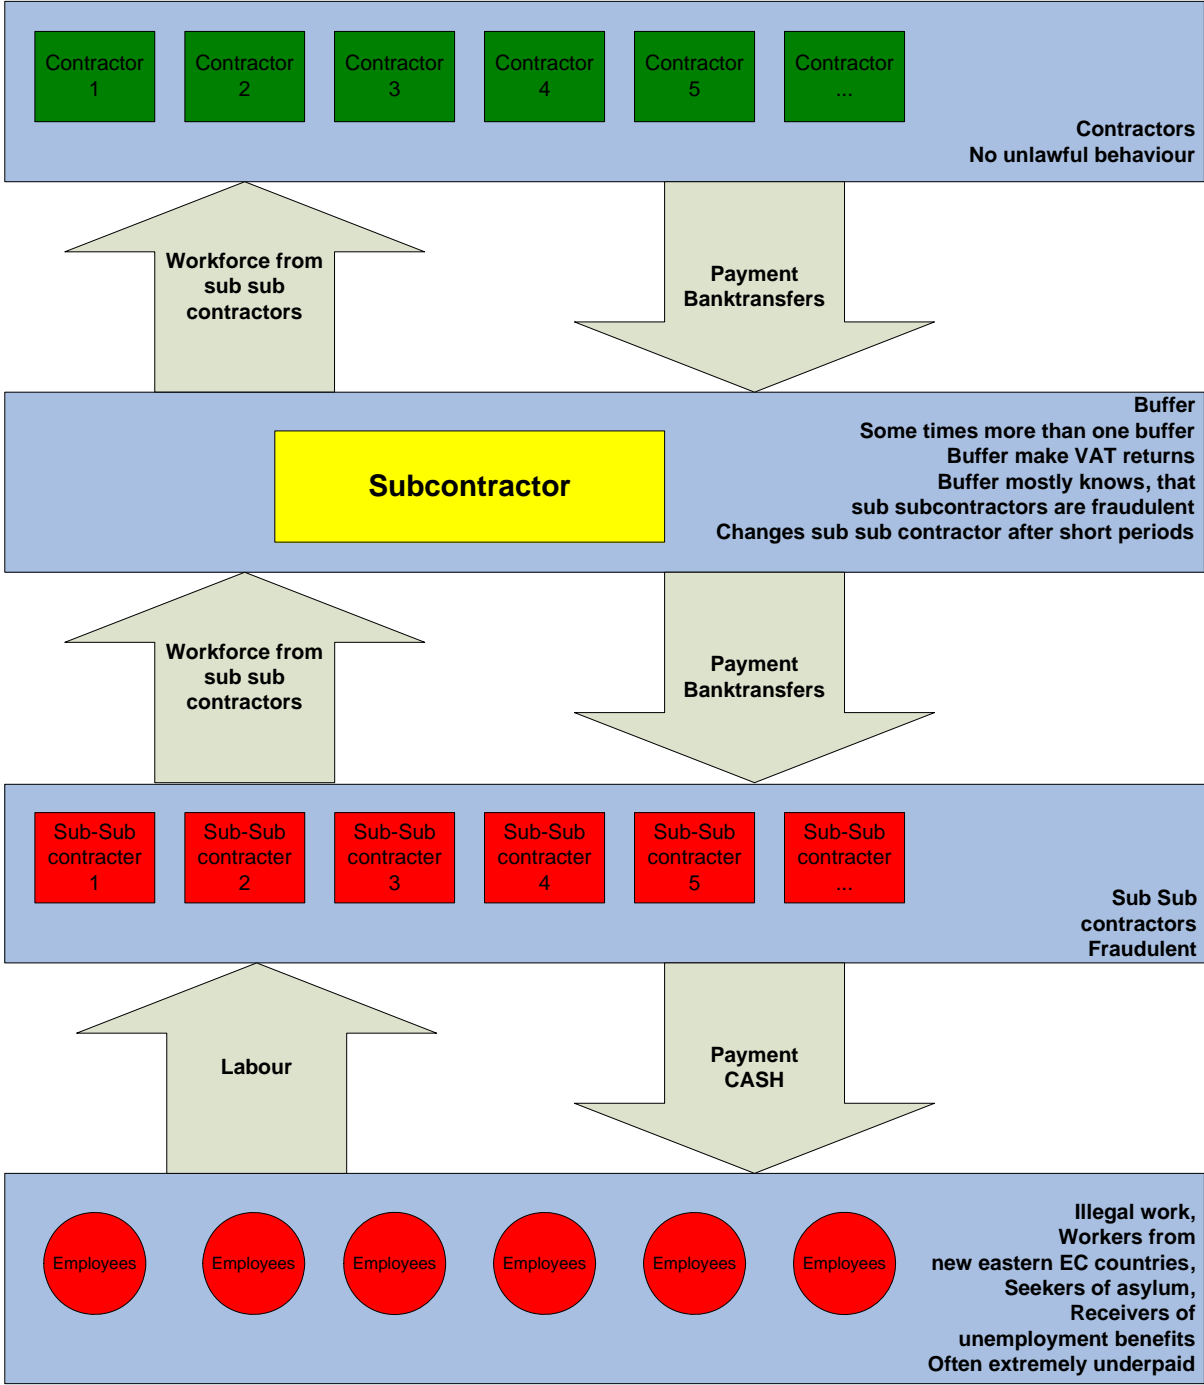 Contractor
1
Contractor
2
Contractor
3
Contractor
4
Contractor
5
Contractor
...
Contractors
No unlawful behaviour
Workforce from
sub sub
contractors
Payment
Banktransfers
Subcontractor
Buffer
Some times more than one buffer
Buffer make VAT returns
Buffer mostly knows, that
sub subcontractors are fraudulent
Changes sub sub contractor after short periods
Workforce from
sub sub
contractors
Payment
Banktransfers
Sub-Sub
contracter
1
Sub-Sub
contracter
2
Sub-Sub
contracter
3
Sub-Sub
contracter
4
Sub-Sub
contracter
5
Sub-Sub
contracter
...
Sub Sub
contractors
Fraudulent
Labour
Payment
CASH
Employees
Employees
Employees
Employees
Employees
Employees
Illegal work,
Workers from
new eastern EC countries,
Seekers of asylum,
Receivers of
unemployment benefits
Often extremely underpaid